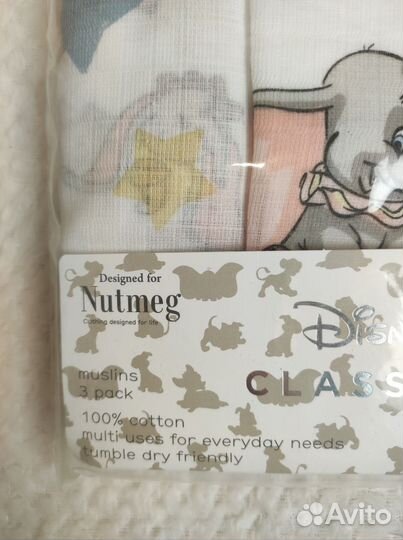 Designed for
Nutmeg
Clothing designed for life
Disn
CLASS
muslins
3 pack
100% cotton
multi uses for everyday needs
tumble dry friendly
Avito